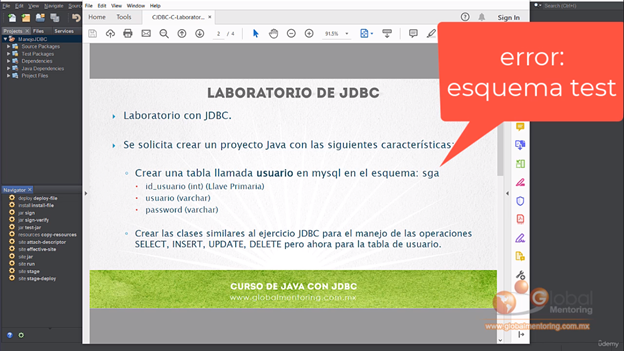 File Edit View Window Help
Home Tools CJDBC-C-Laborator... × Sign In
2 / 4 91.5%
Projects × Files Services
ManejoJDBC
Source Packages
Test Packages
Dependencies
Java Dependencies
Project Files
error:
esquema test
LABORATORIO DE JDBC
Laboratorio con JDBC.
Se solicita crear un proyecto Java con las siguientes características:
Crear una tabla llamada usuario en mysql en el esquema: sga
• id_usuario (int) (Llave Primaria)
• usuario (varchar)
• password (varchar)
Crear las clases similares al ejercicio JDBC para el manejo de las operaciones
SELECT, INSERT, UPDATE, DELETE pero ahora para la tabla de usuario.
CURSO DE JAVA CON JDBC
www.globalmentoring.com.mx
Navigator ×
deploy deploy-file
install install-file
jar sign
jar sign-verify
jar test-jar
resources copy-resources
site attach-descriptor
site effective-site
site jar
site run
site stage
site stage-deploy
Global
Mentoring
www.globalmentoring.com.mx
ûdemy